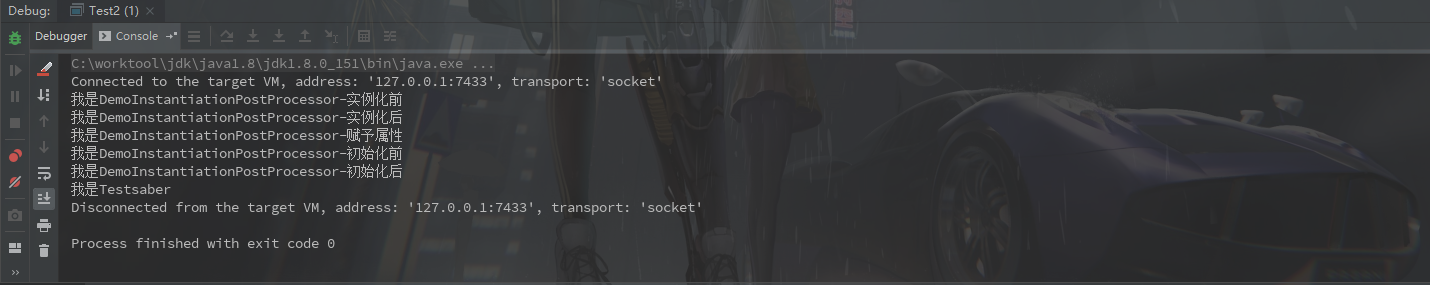 Debug: Test2 (1) ×
Debugger Console
C:\worktool\jdk\java1.8\jdk1.8.0_151\bin\java.exe ...
Connected to the target VM, address: '127.0.0.1:7433', transport: 'socket'
我是DemoInstantiationPostProcessor-实例化前
我是DemoInstantiationPostProcessor-实例化后
我是DemoInstantiationPostProcessor-赋予属性
我是DemoInstantiationPostProcessor-初始化前
我是DemoInstantiationPostProcessor-初始化后
我是Testsaber
Disconnected from the target VM, address: '127.0.0.1:7433', transport: 'socket'
Process finished with exit code 0